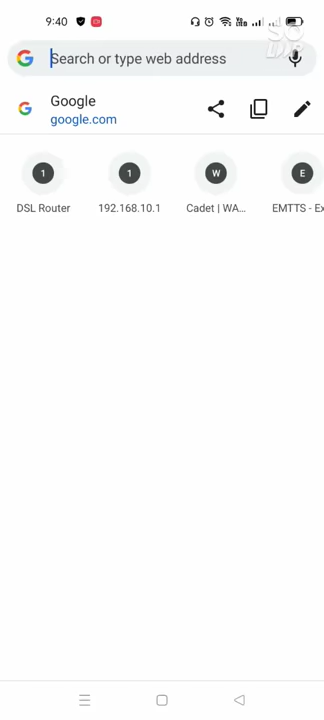 9:40
Search or type web address
Google
google.com
1
1
W
E
DSL Router
192.168.10.1
Cadet | WA...
EMTTS - Ex